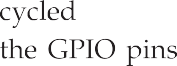 cycled
the GPIO pins